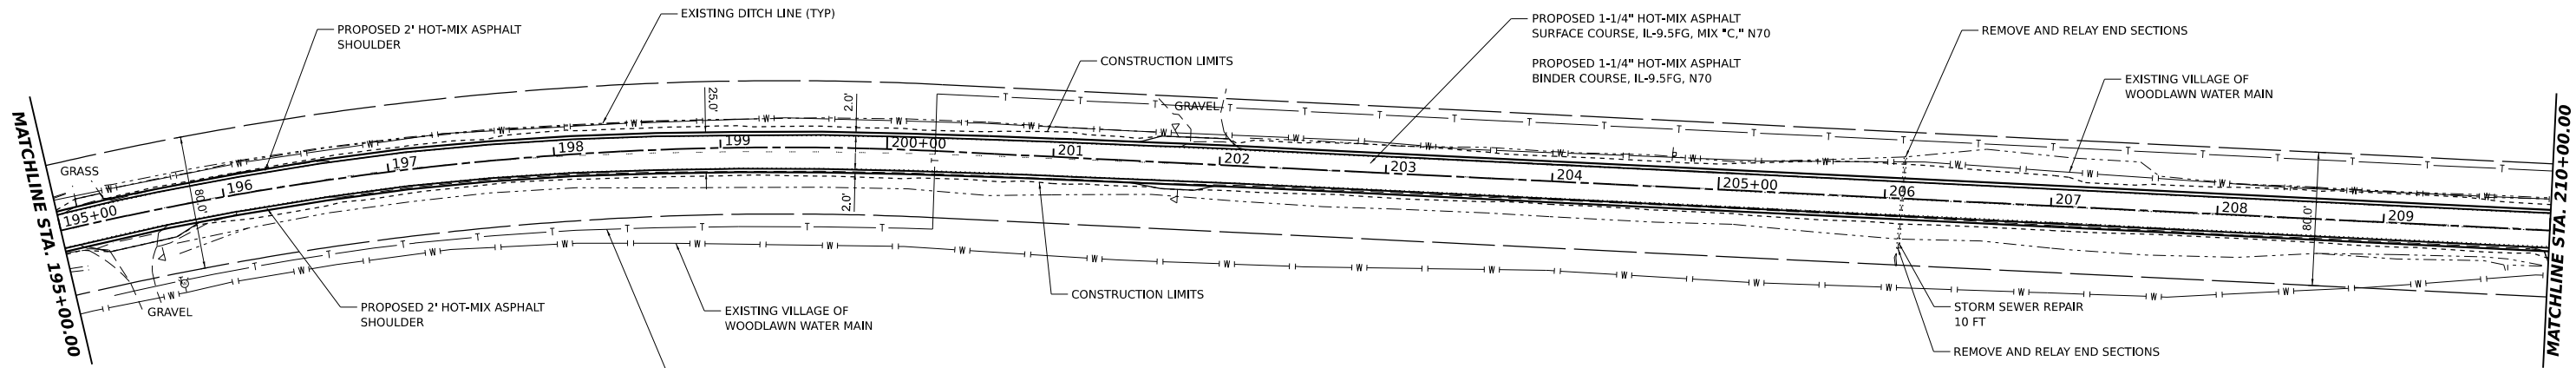 EXISTING DITCH LINE (TYP)
PROPOSED 2' HOT-MIX ASPHALT
SHOULDER
PROPOSED 1-1/4" HOT-MIX ASPHALT
SURFACE COURSE, IL-9.5FG, MIX "C," N70
PROPOSED 1-1/4" HOT-MIX ASPHALT
BINDER COURSE, IL-9.5FG, N70
REMOVE AND RELAY END SECTIONS
CONSTRUCTION LIMITS
EXISTING VILLAGE OF
WOODLAWN WATER MAIN
MATCHLINE STA. 195+00.00
MATCHLINE STA. 210+00.00
GRASS
GRAVEL
25.0'
2.0'
80.0'
195+00
196
197
198
199
200+00
201
202
203
204
205+00
206
207
208
209
80.0'
2.0'
GRAVEL
PROPOSED 2' HOT-MIX ASPHALT
SHOULDER
EXISTING VILLAGE OF
WOODLAWN WATER MAIN
CONSTRUCTION LIMITS
STORM SEWER REPAIR
10 FT
REMOVE AND RELAY END SECTIONS